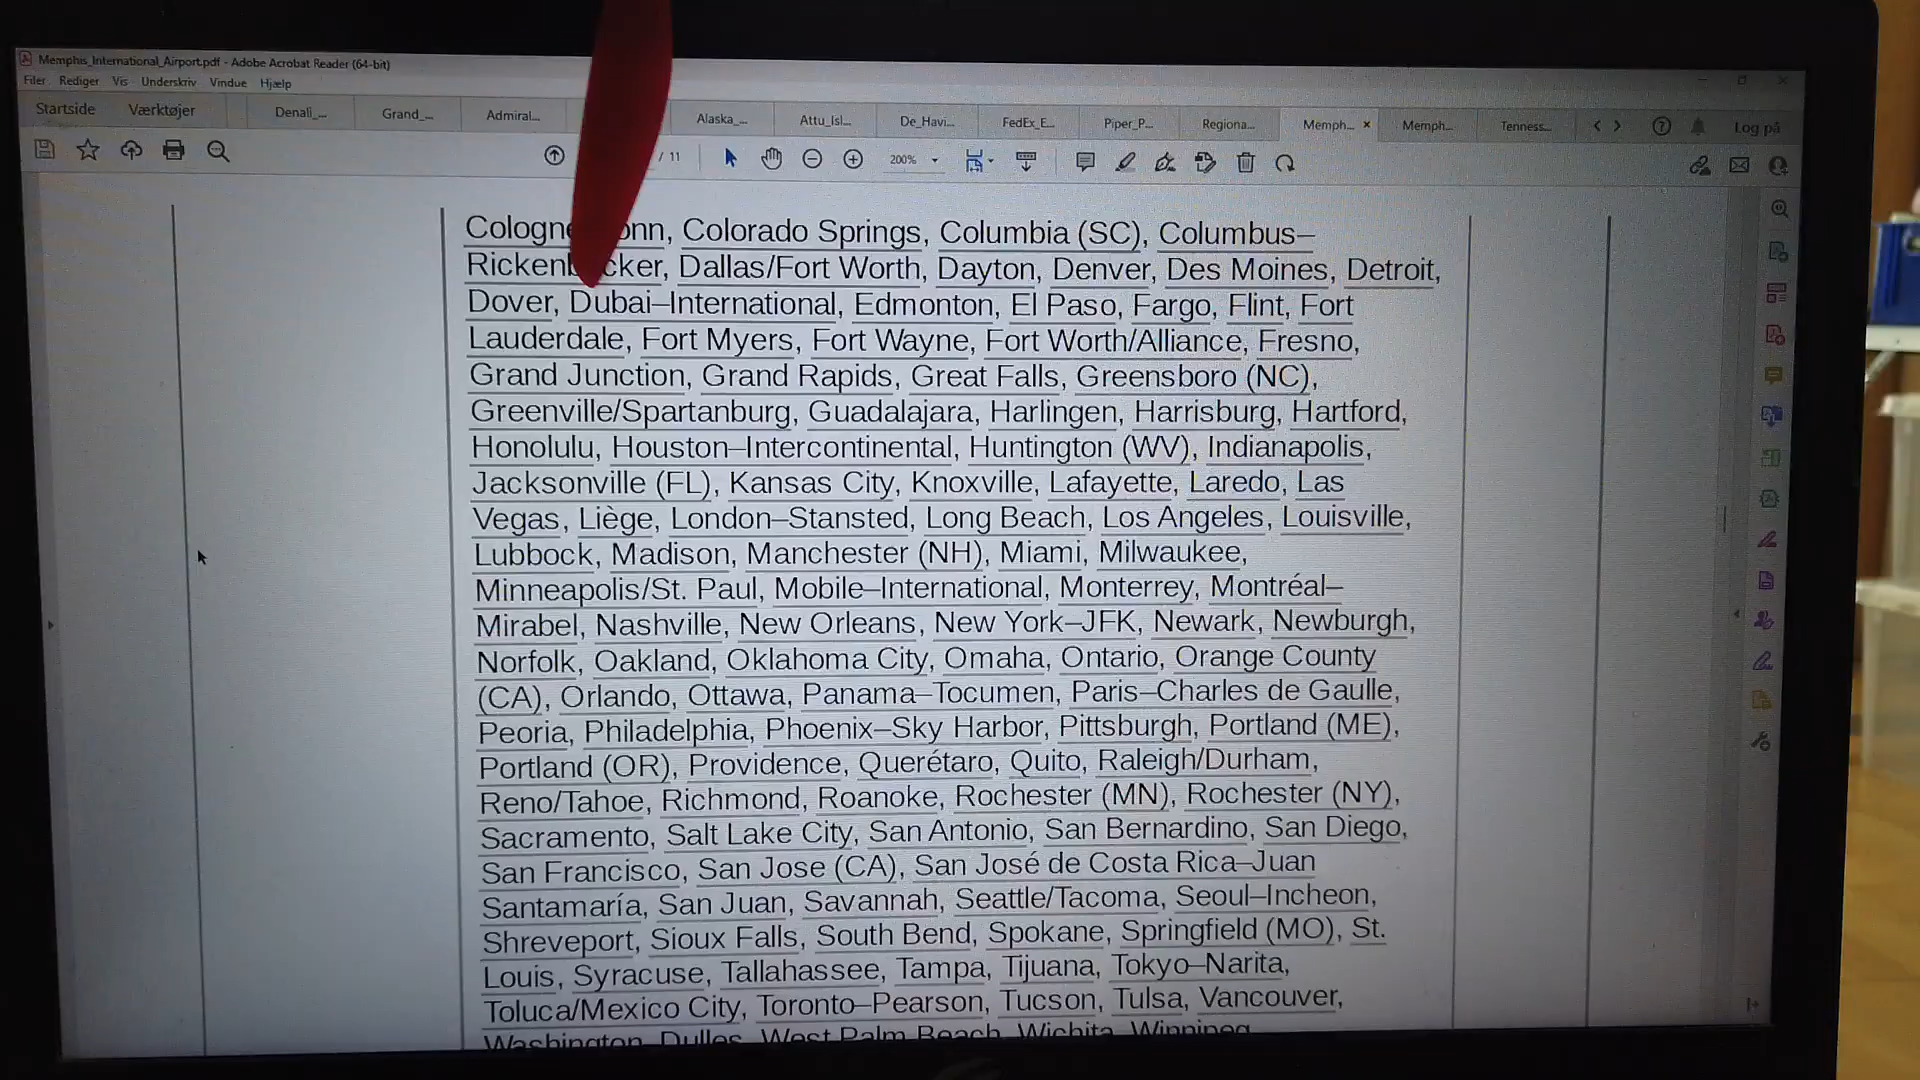 Memphis_International_Airport.pdf - Adobe Acrobat Reader (64-bit)
Filer Rediger Vis Underskriv Vindue Hjælp
Startside Værktøjer Denali_... Grand_... Admiral... Alaska_... Attu_Isl... De_Havi... FedEx_E... Piper_P... Regiona... Memph... × Memph... Tenness... Log på
/ 11 200%
Colorado Springs, Columbia (SC), Columbus–
Dallas/Fort Worth, Dayton, Denver, Des Moines, Detroit,
Dover, Dubai–International, Edmonton, El Paso, Fargo, Flint, Fort
Lauderdale, Fort Myers, Fort Wayne, Fort Worth/Alliance, Fresno,
Grand Junction, Grand Rapids, Great Falls, Greensboro (NC),
Greenville/Spartanburg, Guadalajara, Harlingen, Harrisburg, Hartford,
Honolulu, Houston–Intercontinental, Huntington (WV), Indianapolis,
Jacksonville (FL), Kansas City, Knoxville, Lafayette, Laredo, Las
Vegas, Liège, London–Stansted, Long Beach, Los Angeles, Louisville,
Lubbock, Madison, Manchester (NH), Miami, Milwaukee,
Minneapolis/St. Paul, Mobile–International, Monterrey, Montréal–
Mirabel, Nashville, New Orleans, New York–JFK, Newark, Newburgh,
Norfolk, Oakland, Oklahoma City, Omaha, Ontario, Orange County
(CA), Orlando, Ottawa, Panama–Tocumen, Paris–Charles de Gaulle,
Peoria, Philadelphia, Phoenix–Sky Harbor, Pittsburgh, Portland (ME),
Portland (OR), Providence, Querétaro, Quito, Raleigh/Durham,
Reno/Tahoe, Richmond, Roanoke, Rochester (MN), Rochester (NY),
Sacramento, Salt Lake City, San Antonio, San Bernardino, San Diego,
San Francisco, San Jose (CA), San José de Costa Rica–Juan
Santamaría, San Juan, Savannah, Seattle/Tacoma, Seoul–Incheon,
Shreveport, Sioux Falls, South Bend, Spokane, Springfield (MO), St.
Louis, Syracuse, Tallahassee, Tampa, Tijuana, Tokyo–Narita,
Toluca/Mexico City, Toronto–Pearson, Tucson, Tulsa, Vancouver,
Washington–Dulles, West Palm Beach, Wichita, Winnipeg